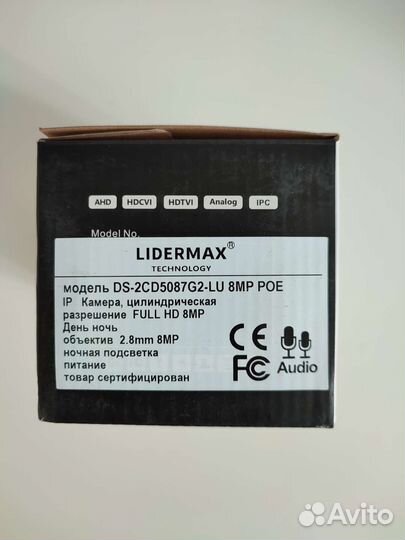 AHD HDCVI HDTVI Analog IPC
Model No.
LIDERMAX®
TECHNOLOGY
модель DS-2CD5087G2-LU 8MP POE
IP Камера, цилиндрическая
разрешение FULL HD 8MP
День ночь
объектив 2.8mm 8MP
ночная подсветка
питание
товар сертифицирован
CE
FC
Audio
Avito